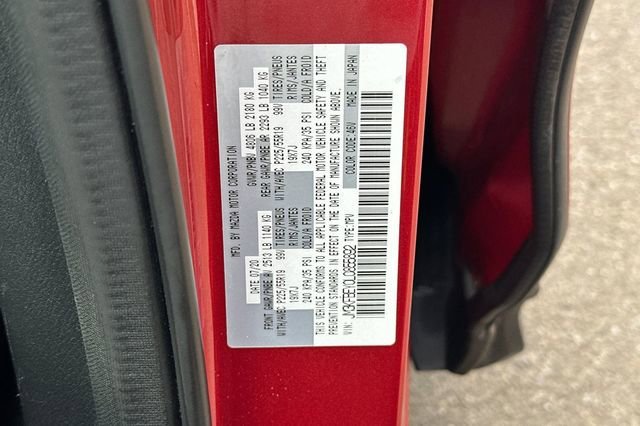 MFD. BY MAZDA MOTOR CORPORATION
DATE 07/20 GVWR/PNBV 4806 LB 2180 KG
FRONT GAWR/PNBE AV 2513 LB 1140 KG REAR GAWR/PNBE AR 2293 LB 1040 KG
WITH/AVEC P225/55R19 99V TIRES/PNEUS WITH/AVEC P225/55R19 99V TIRES/PNEUS
19X7J RIMS/JANTES 19X7J RIMS/JANTES
240 KPA/35 PSI COLD/A FROID 240 KPA/35 PSI COLD/A FROID
THIS VEHICLE CONFORMS TO ALL APPLICABLE FEDERAL MOTOR VEHICLE SAFETY AND THEFT
PREVENTION STANDARDS IN EFFECT ON THE DATE OF MANUFACTURE SHOWN ABOVE.
VIN: TYPE:MPV COLOR CODE:46V MADE IN JAPAN